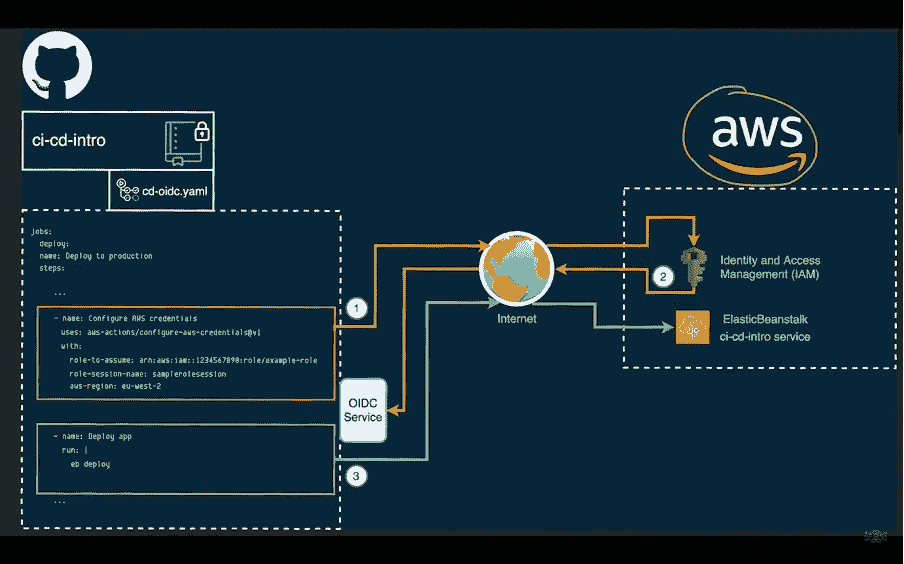 ci-cd-intro
cd-oidc.yaml
jobs:
deploy:
name: Deploy to production
steps:
...
- name: Configure AWS credentials
uses: aws-actions/configure-aws-credentials@v1
with:
role-to-assume: arn:aws:iam::1234567890:role/example-role
role-session-name: samplerolesession
aws-region: eu-west-2
- name: Deploy app
run: |
eb deploy
...
1
OIDC
Service
3
Internet
aws
2
Identity and Access
Management (IAM)
ElasticBeanstalk
ci-cd-intro service